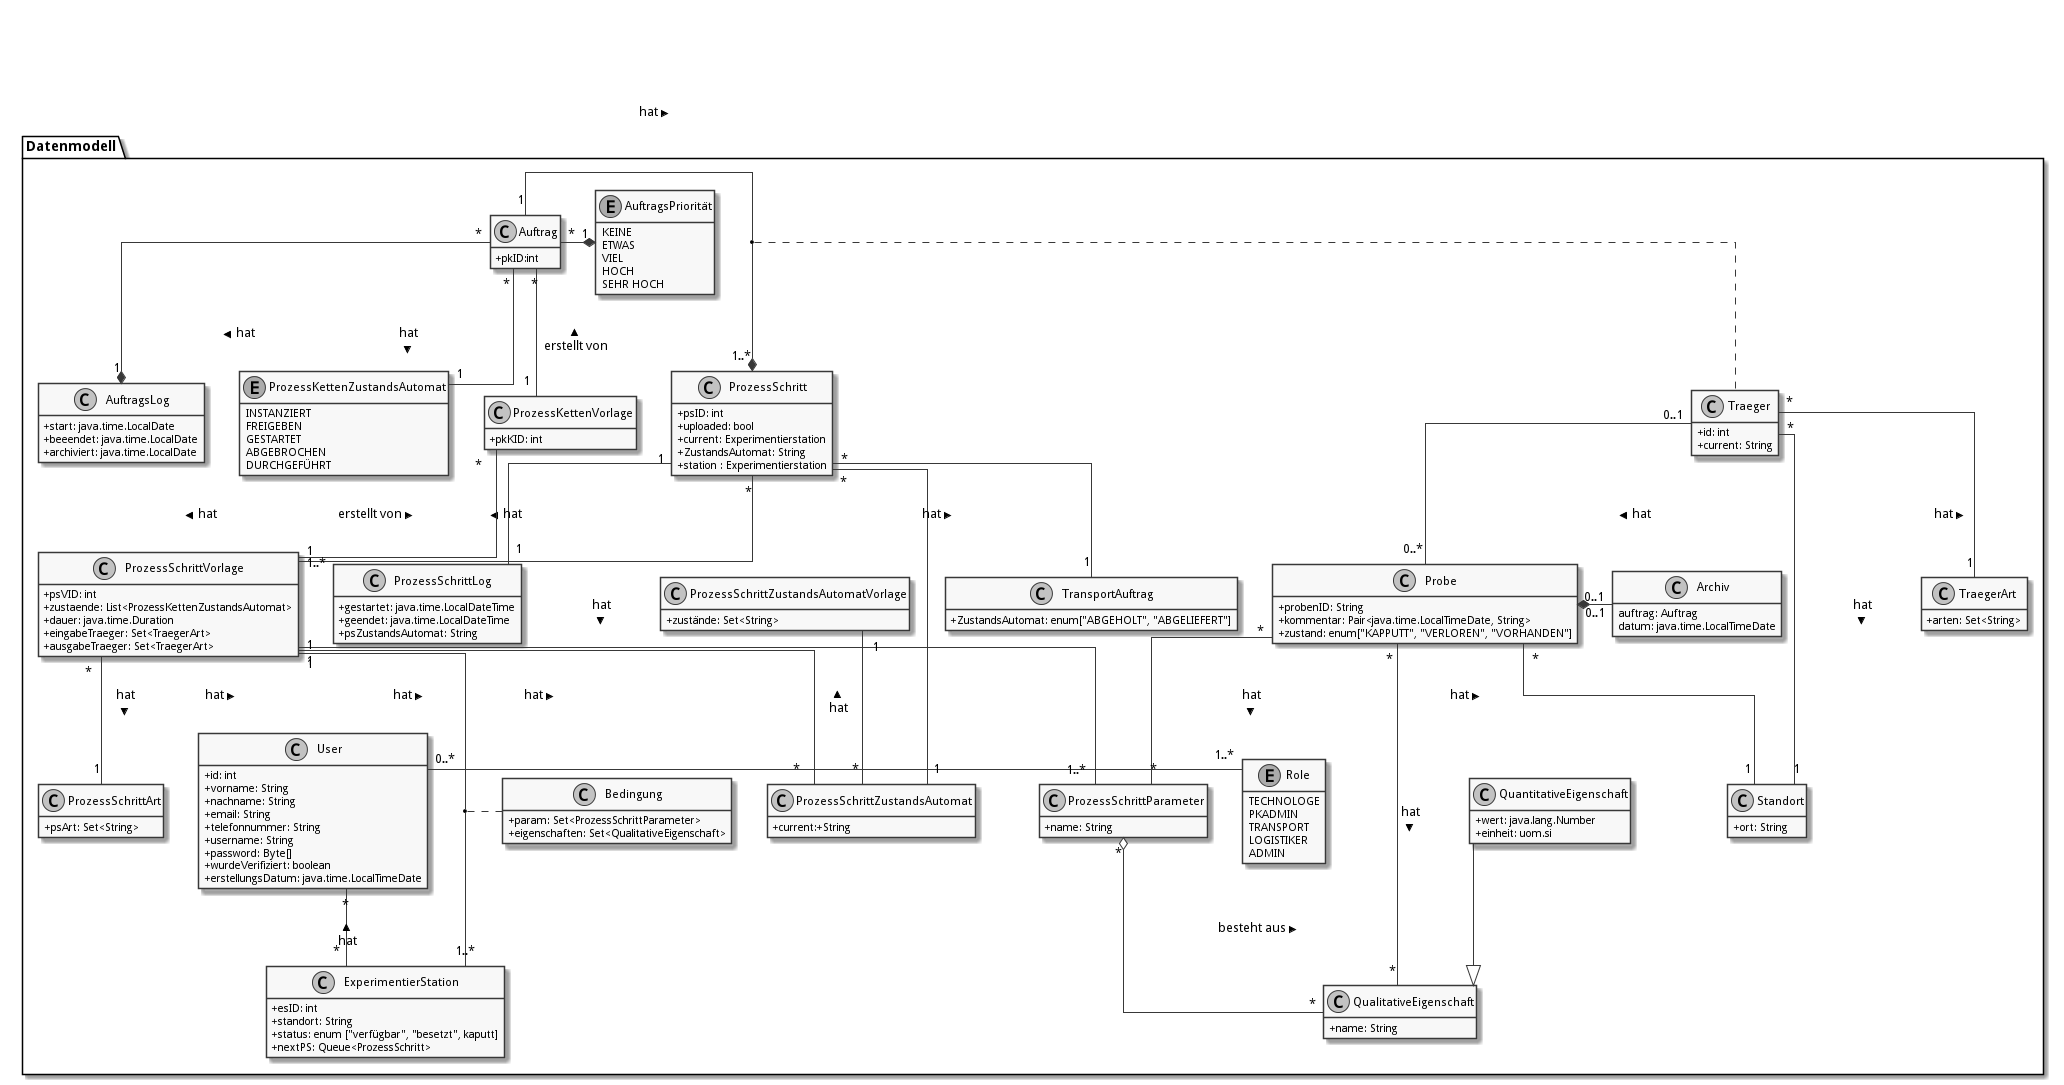 hat ▶
Datenmodell
1
E AuftragsPriorität
KEINE
ETWAS
VIEL
HOCH
SEHR HOCH
C Auftrag
+pkID:int
*
*
1
*
*
◀ hat
hat
▼
▲
erstellt von
1..*
1
1
1
C AuftragsLog
+start: java.time.LocalDate
+beeendet: java.time.LocalDate
+archiviert: java.time.LocalDate
E ProzessKettenZustandsAutomat
INSTANZIERT
FREIGEBEN
GESTARTET
ABGEBROCHEN
DURCHGEFÜHRT
C ProzessKettenVorlage
+pkKID: int
C ProzessSchritt
+psID: int
+uploaded: bool
+current: Experimentierstation
+ZustandsAutomat: String
+station : Experimentierstation
C Traeger
+id: int
+current: String
0..1
*
*
*
1
*
*
*
◀ hat
erstellt von ▶
◀ hat
hat ▶
◀ hat
hat ▶
1
1..*
1
1
0..*
1
C ProzessSchrittVorlage
+psVID: int
+zustaende: List<ProzessKettenZustandsAutomat>
+dauer: java.time.Duration
+eingabeTraeger: Set<TraegerArt>
+ausgabeTraeger: Set<TraegerArt>
C ProzessSchrittLog
+gestartet: java.time.LocalDateTime
+geendet: java.time.LocalDateTime
+psZustandsAutomat: String
hat
▼
C ProzessSchrittZustandsAutomatVorlage
+zustände: Set<String>
C TransportAuftrag
+ZustandsAutomat: enum["ABGEHOLT", "ABGELIEFERT"]
C Probe
+probenID: String
+kommentar: Pair<java.time.LocalTimeDate, String>
+zustand: enum["KAPPUTT", "VERLOREN", "VORHANDEN"]
0..1
0..1
C Archiv
auftrag: Auftrag
datum: java.time.LocalTimeDate
hat
▼
C TraegerArt
+arten: Set<String>
*
1
1
1
*
*
*
hat
▼
hat ▶
hat ▶
hat ▶
▲
hat
hat
▼
hat ▶
C User
+id: int
+vorname: String
+nachname: String
+email: String
+telefonnummer: String
+username: String
+password: Byte[]
+wurdeVerifiziert: boolean
+erstellungsDatum: java.time.LocalTimeDate
0..*
1..*
1
*
*
1
1..*
*
1
1
C ProzessSchrittArt
+psArt: Set<String>
C Bedingung
+param: Set<ProzessSchrittParameter>
+eigenschaften: Set<QualitativeEigenschaft>
C ProzessSchrittZustandsAutomat
+current:+String
C ProzessSchrittParameter
+name: String
E Role
TECHNOLOGE
PKADMIN
TRANSPORT
LOGISTIKER
ADMIN
hat
▼
C QuantitativeEigenschaft
+wert: java.lang.Number
+einheit: uom.si
C Standort
+ort: String
*
*
▲
hat
*
1..*
besteht aus ▶
*
*
C ExperimentierStation
+esID: int
+standort: String
+status: enum ["verfügbar", "besetzt", kaputt]
+nextPS: Queue<ProzessSchritt>
C QualitativeEigenschaft
+name: String